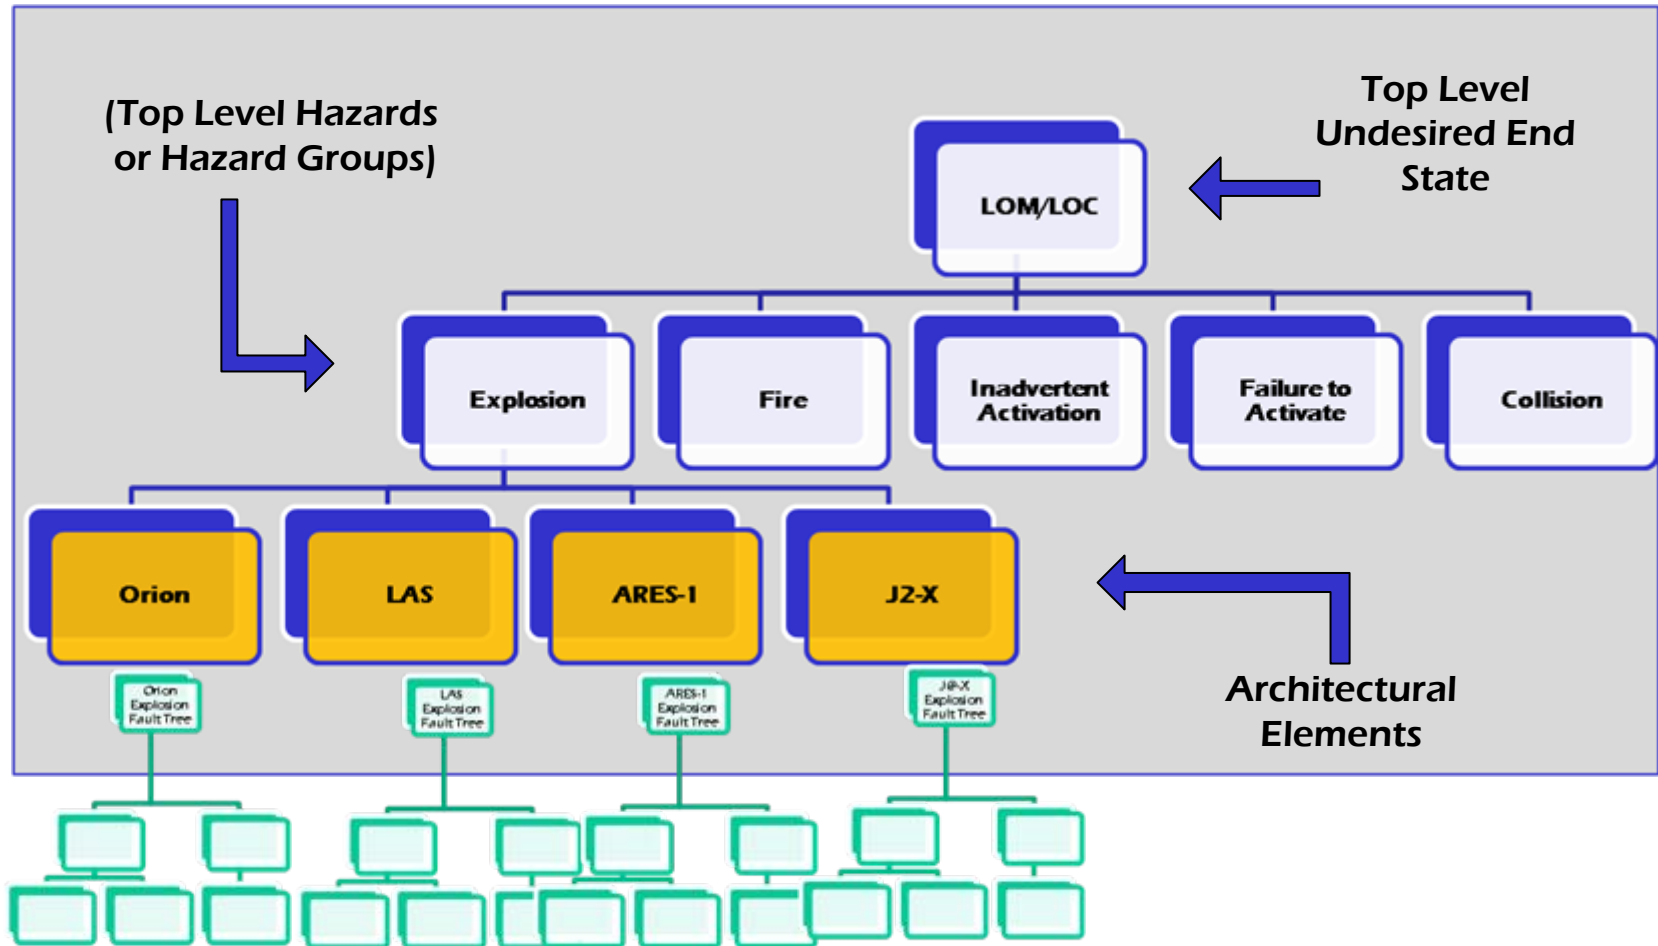 (Top Level Hazards
or Hazard Groups)
Top Level
Undesired End
State
LOM/LOC
Explosion
Fire
Inadvertent
Activation
Failure to
Activate
Collision
Orion
LAS
ARES-1
J2-X
Orion
Explosion
Fault Tree
LAS
Explosion
Fault Tree
ARES-1
Explosion
Fault Tree
J@-X
Explosion
Fault Tree
Architectural
Elements